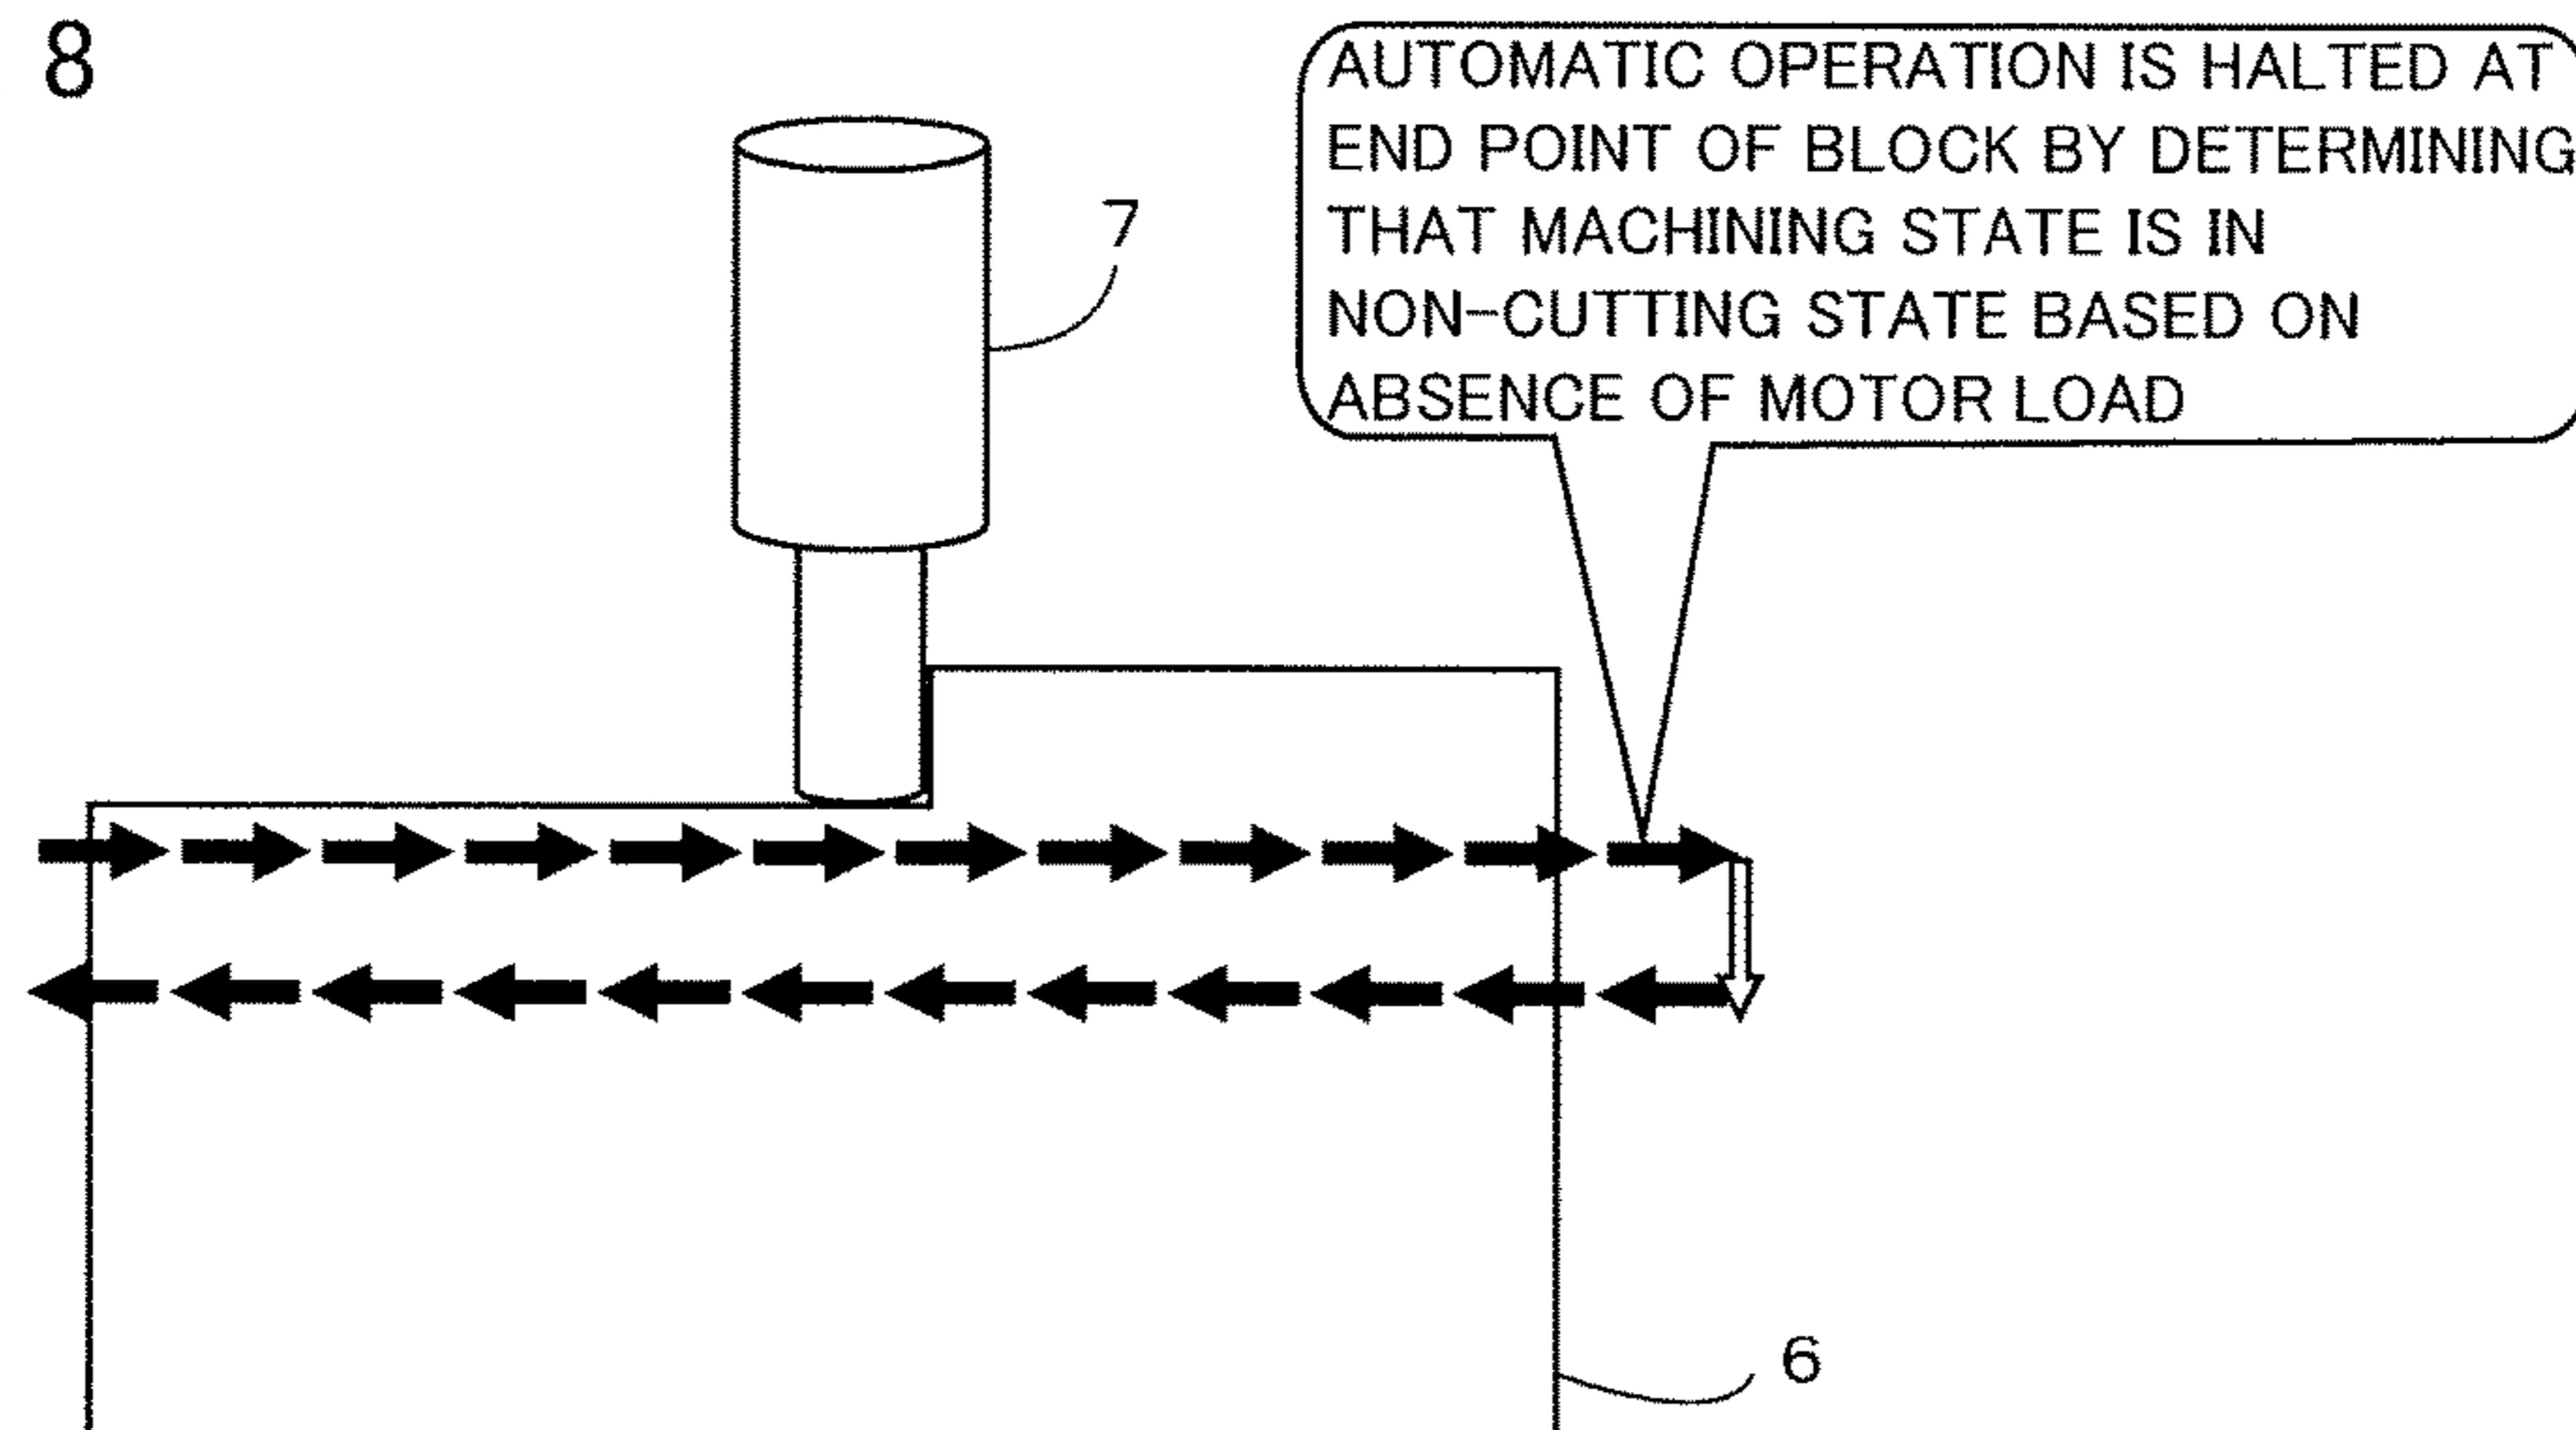 8
AUTOMATIC OPERATION IS HALTED AT
END POINT OF BLOCK BY DETERMINING
THAT MACHINING STATE IS IN
NON-CUTTING STATE BASED ON
ABSENCE OF MOTOR LOAD
7
6